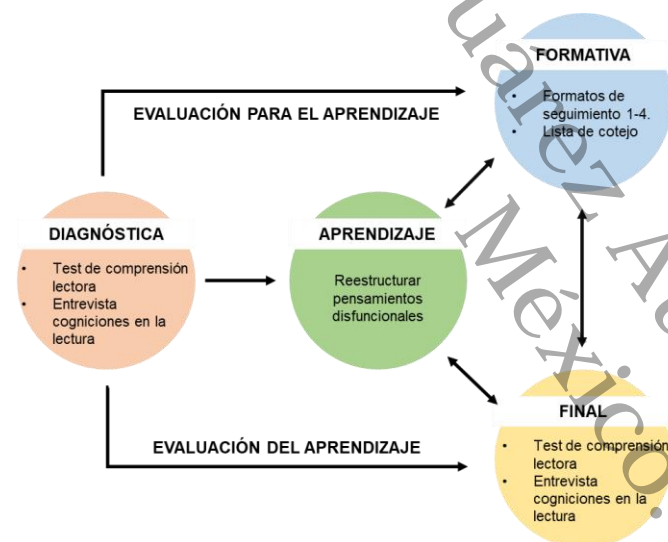 FORMATIVA
• Formatos de
seguimiento 1-4.
• Lista de cotejo
EVALUACIÓN PARA EL APRENDIZAJE
DIAGNÓSTICA
• Test de comprensión
lectora
• Entrevista
cogniciones en la
lectura
APRENDIZAJE
Reestructurar
pensamientos
disfuncionales
FINAL
• Test de comprensión
lectora
• Entrevista
cogniciones en la
lectura
EVALUACIÓN DEL APRENDIZAJE
México.